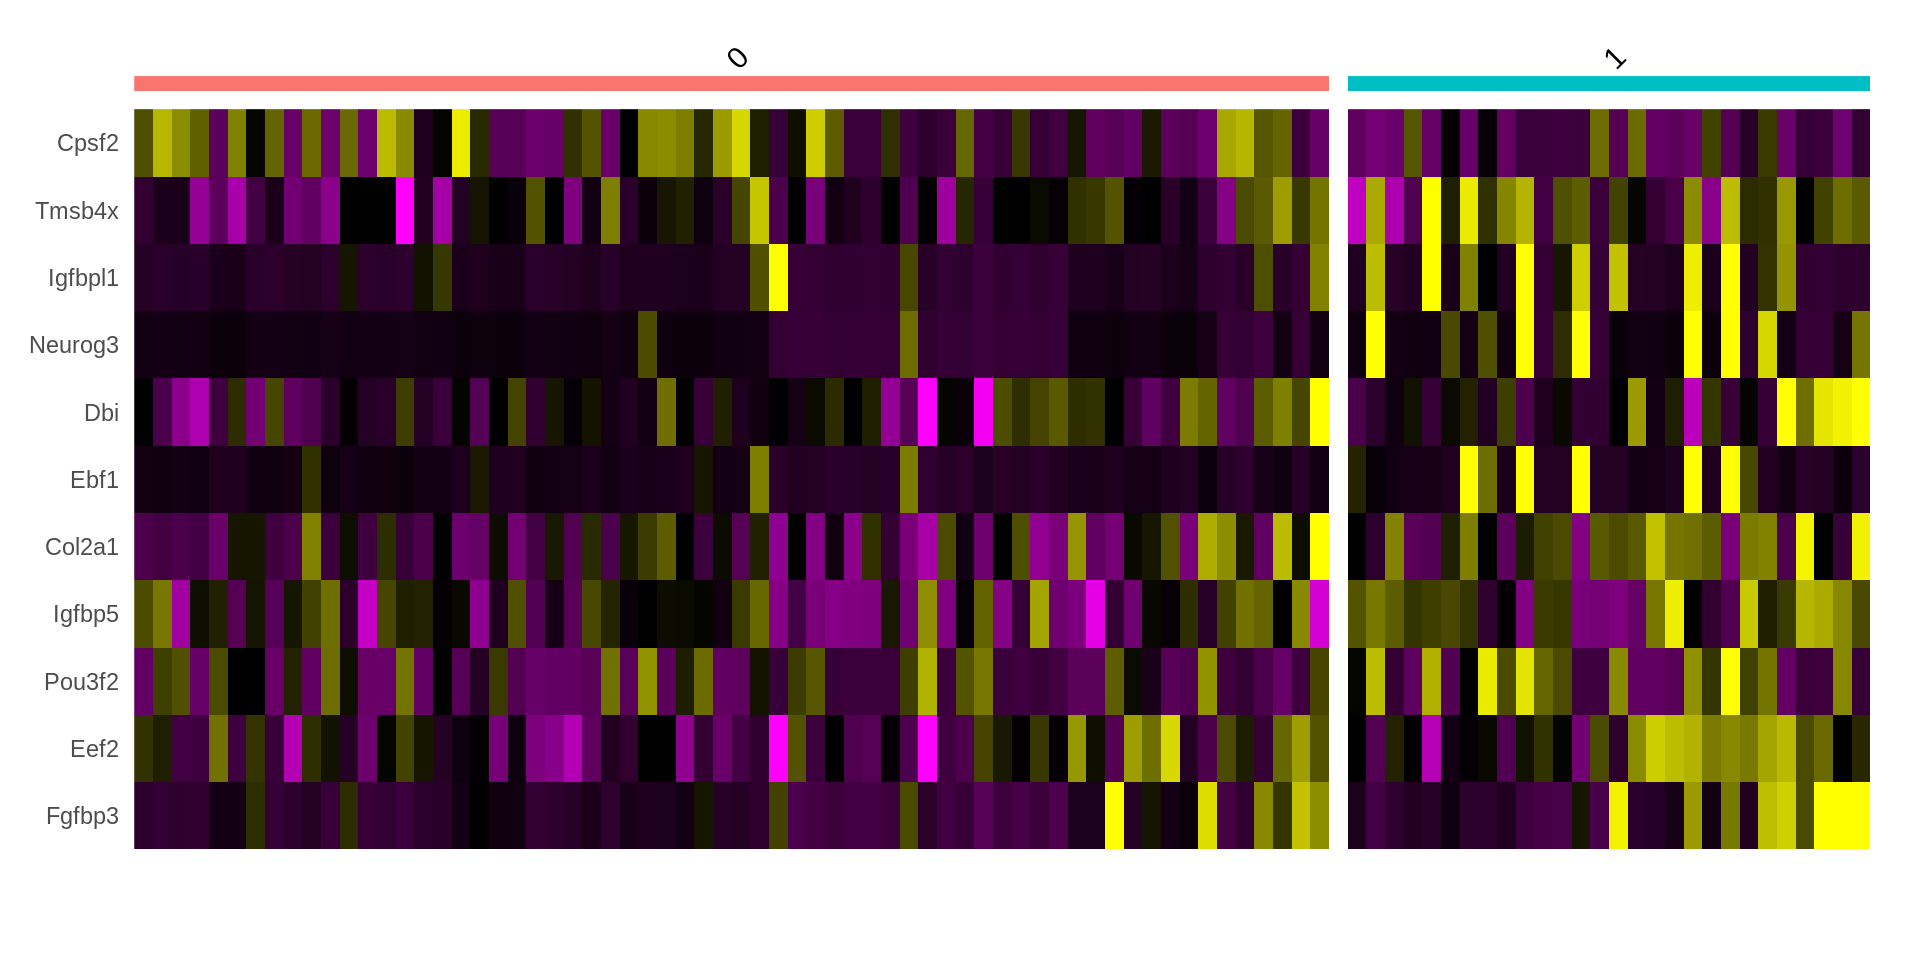 0
1
Cpsf2
Tmsb4x
Igfbpl1
Neurog3
Dbi
Ebf1
Col2a1
Igfbp5
Pou3f2
Eef2
Fgfbp3